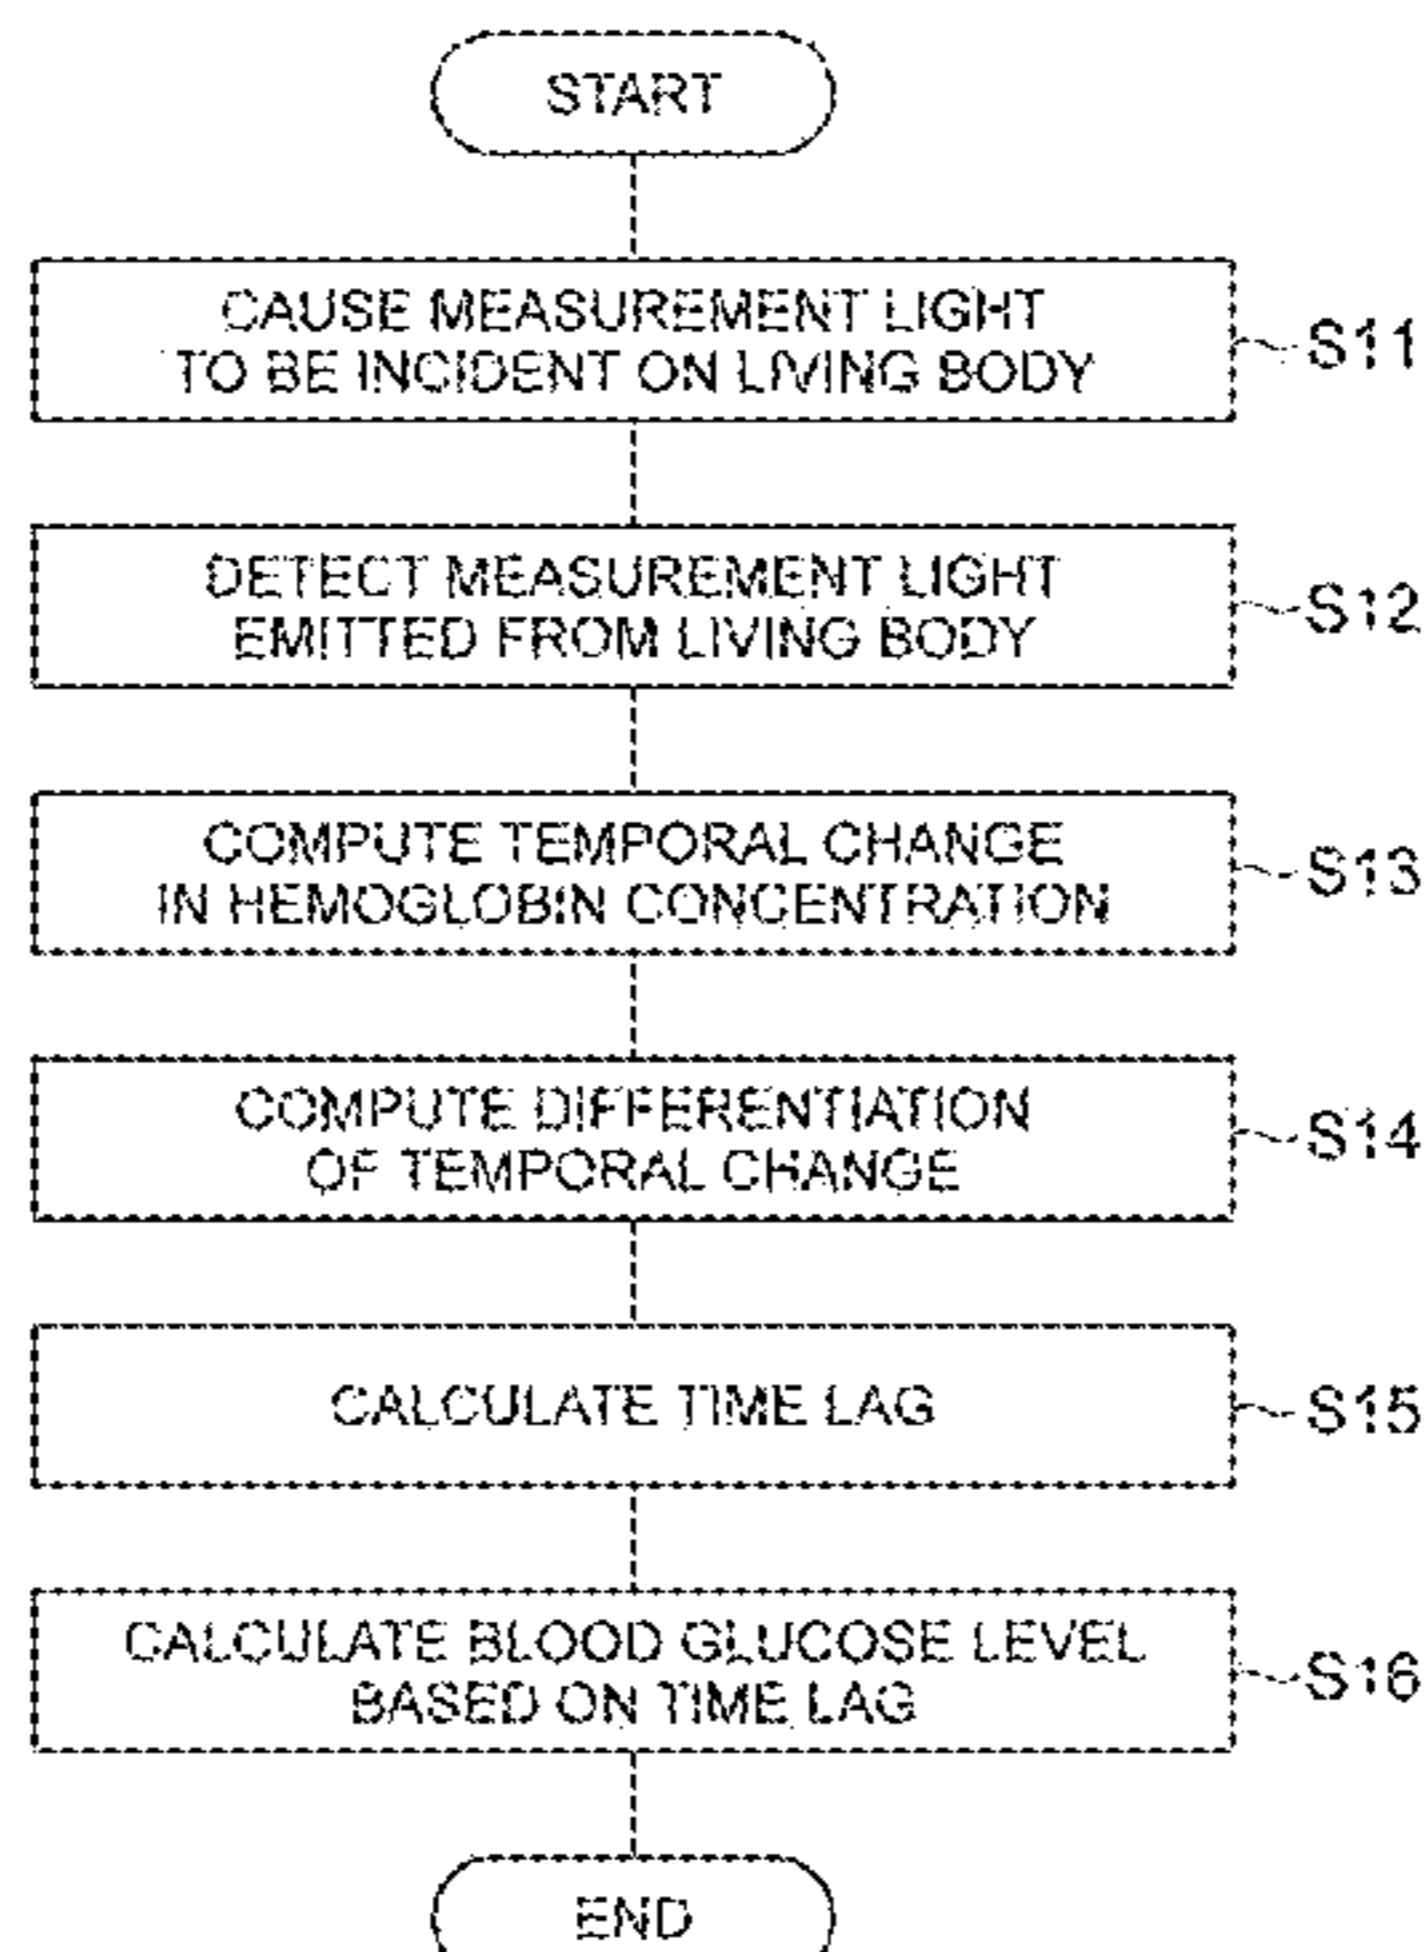 START
CAUSE MEASUREMENT LIGHT
TO BE INCIDENT ON LIVING BODY
S11
DETECT MEASUREMENT LIGHT
EMITTED FROM LIVING BODY
S12
COMPUTE TEMPORAL CHANGE
IN HEMOGLOBIN CONCENTRATION
S13
COMPUTE DIFFERENTIATION
OF TEMPORAL CHANGE
S14
CALCULATE TIME LAG
S15
CALCULATE BLOOD GLUCOSE LEVEL
BASED ON TIME LAG
S16
END